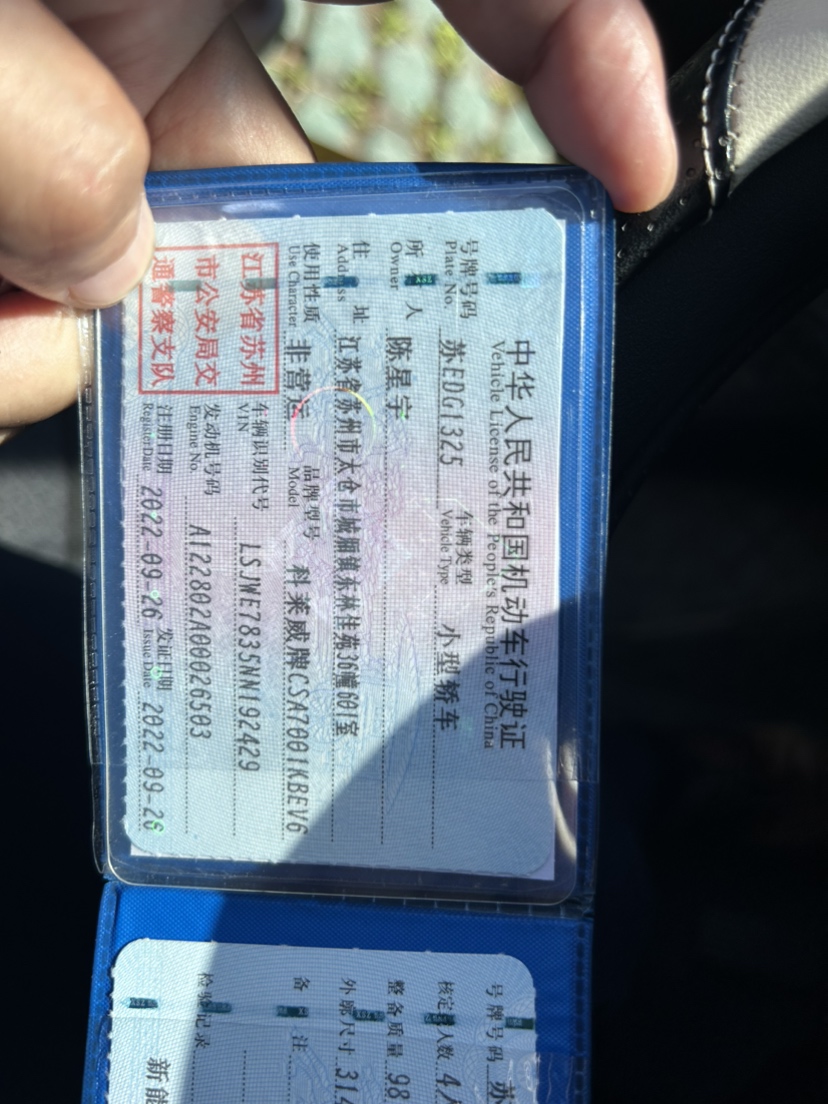 中华人民共和国机动车行驶证
Vehicle License of the People's Republic of China
号牌号码 苏EDG1325 车辆类型 小型轿车
Plate No. Vehicle Type
所有人 陈星宇
Owner
住址 江苏省苏州市太仓市城厢镇东林佳苑36幢601室
Address
使用性质 非营运 品牌型号 科莱威牌CSA7001KBEV6
Use Character Model
江苏省苏州
市公安局交
通警察支队
车辆识别代号 LSJWE7835NN192429
VIN
发动机号码 A122802A00026503
Engine No.
注册日期 2022-09-26 发证日期 2022-09-26
Register Date Issue Date
号牌号码 苏
核定 人数 4人
整备质量 98
外廓尺寸 314
备注
检验记录
新能